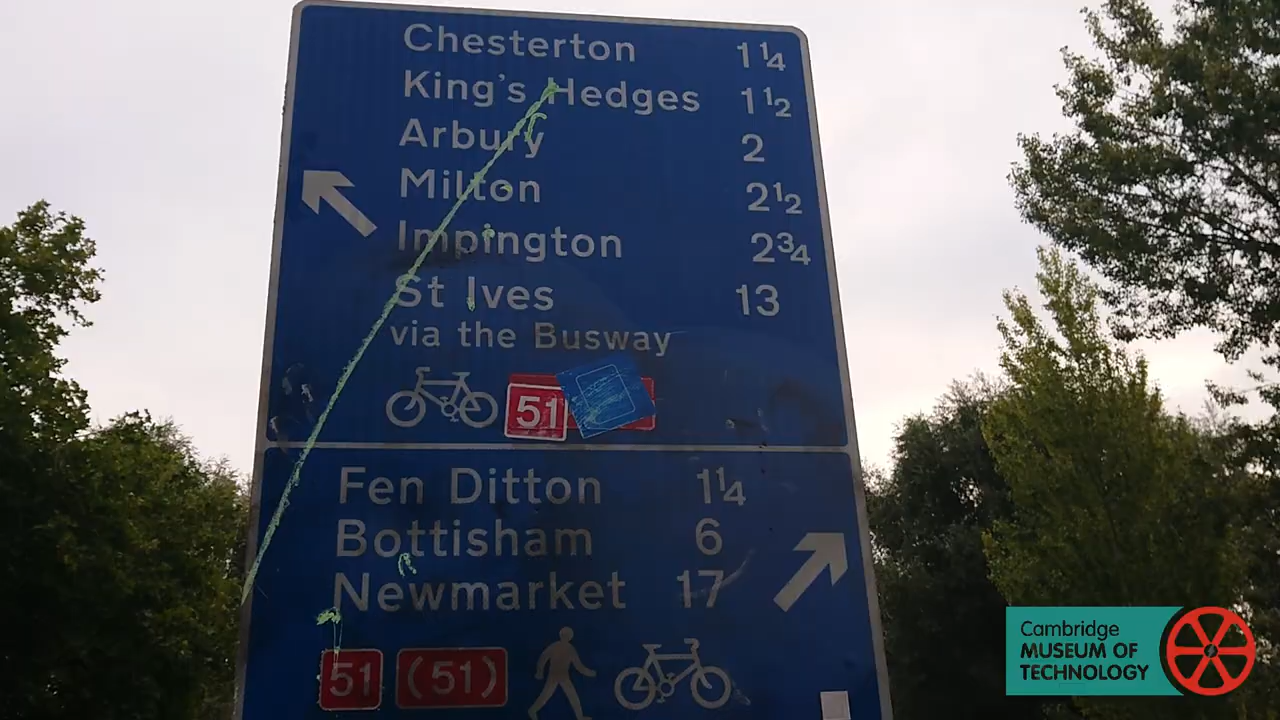 Chesterton 1¼
King's Hedges 1½
Arbury 2
Milton 2½
Impington 2¾
St Ives 13
via the Busway
51
Fen Ditton 1¼
Bottisham 6
Newmarket 17
51 (51)
Cambridge
MUSEUM OF
TECHNOLOGY